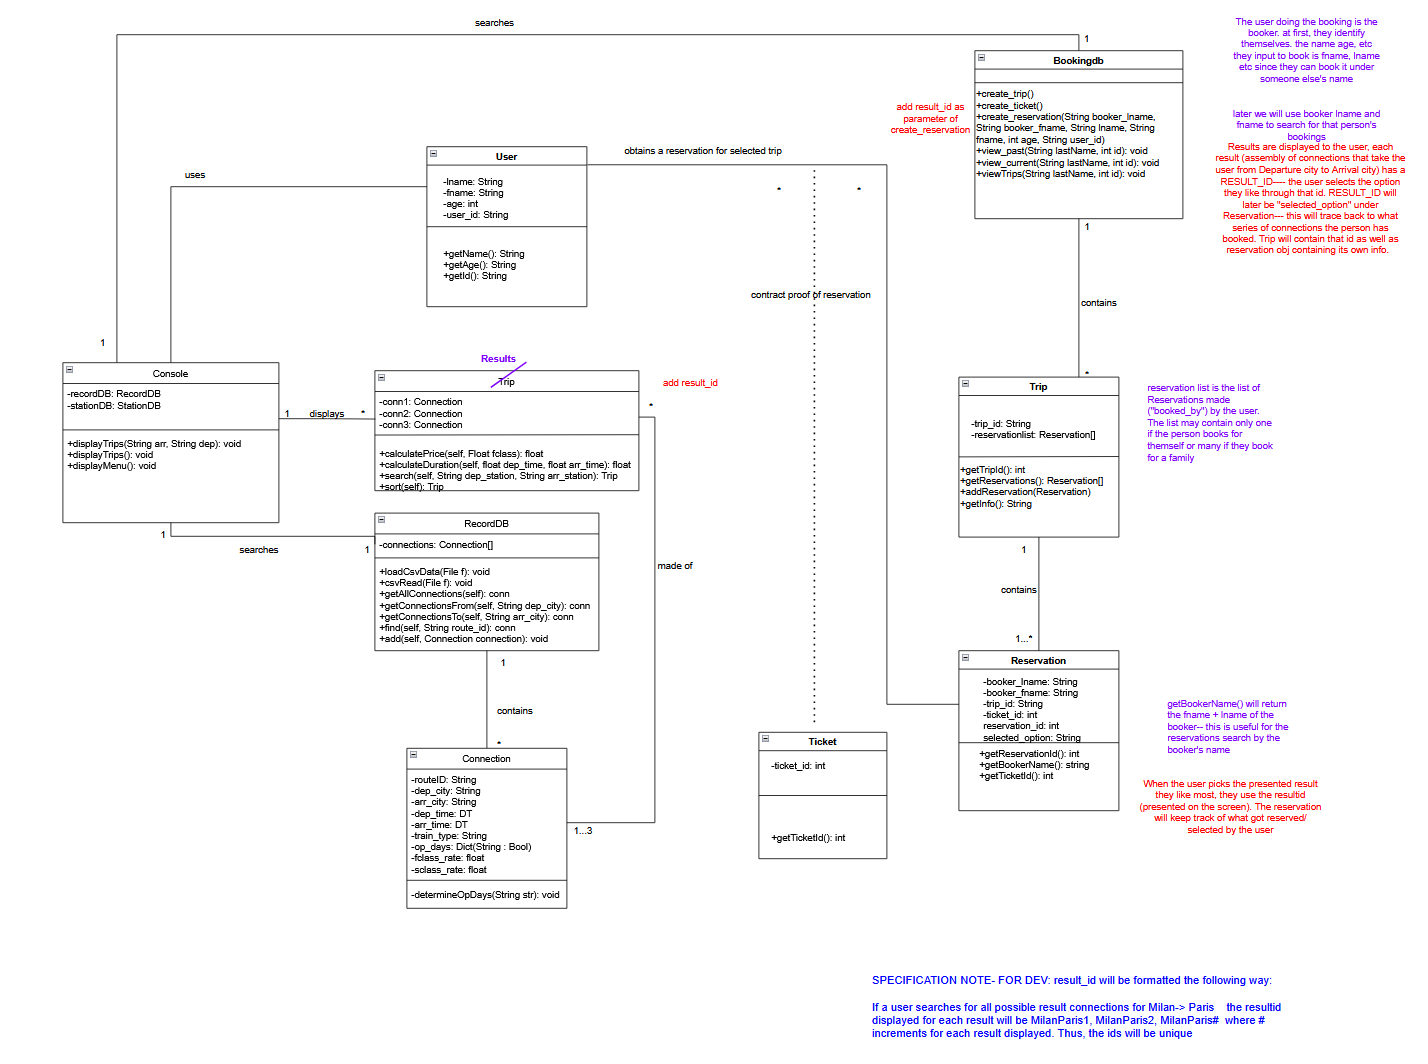 searches
1
Bookingdb
+create_trip()
+create_ticket()
+create_reservation(String booker_lname,
String booker_fname, String lname, String
fname, int age, String user_id)
+view_past(String lastName, int id): void
+view_current(String lastName, int id): void
+viewTrips(String lastName, int id): void
add result_id as
parameter of
create_reservation
The user doing the booking is the
booker. at first, they identify
themselves. the name age, etc
they input to book is fname, lname
etc since they can book it under
someone else's name
later we will use booker lname and
fname to search for that person's
bookings
Results are displayed to the user, each
result (assembly of connections that take the
user from Departure city to Arrival city) has a
RESULT_ID---- the user selects the option
they like through that id. RESULT_ID will
later be "selected_option" under
Reservation--- this will trace back to what
series of connections the person has
booked. Trip will contain that id as well as
reservation obj containing its own info.
User
-lname: String
-fname: String
-age: int
-user_id: String
+getName(): String
+getAge(): String
+getId(): String
obtains a reservation for selected trip
*
*
uses
contract proof of reservation
1
contains
*
1
Console
-recordDB: RecordDB
-stationDB: StationDB
+displayTrips(String arr, String dep): void
+displayTrips(): void
+displayMenu(): void
1
displays
*
Results
Trip
-conn1: Connection
-conn2: Connection
-conn3: Connection
+calculatePrice(self, Float fclass): float
+calculateDuration(self, float dep_time, float arr_time): float
+search(self, String dep_station, String arr_station): Trip
+sort(self): Trip
add result_id
*
Trip
-trip_id: String
-reservationlist: Reservation[]
+getTripId(): int
+getReservations(): Reservation[]
+addReservation(Reservation)
+getInfo(): String
reservation list is the list of
Reservations made
("booked_by") by the user.
The list may contain only one
if the person books for
themself or many if they book
for a family
1
searches
1
RecordDB
-connections: Connection[]
+loadCsvData(File f): void
+csvRead(File f): void
+getAllConnections(self): conn
+getConnectionsFrom(self, String dep_city): conn
+getConnectionsTo(self, String arr_city): conn
+find(self, String route_id): conn
+add(self, Connection connection): void
made of
1
contains
1...*
1
contains
*
Reservation
-booker_lname: String
-booker_fname: String
-trip_id: String
-ticket_id: int
reservation_id: int
selected_option: String
+getReservationId(): int
+getBookerName(): string
+getTicketId(): int
getBookerName() will return
the fname + lname of the
booker-- this is useful for the
reservations search by the
booker's name
When the user picks the presented result
they like most, they use the resultid
(presented on the screen). The reservation
will keep track of what got reserved/
selected by the user
Ticket
-ticket_id: int
+getTicketId(): int
Connection
-routeID: String
-dep_city: String
-arr_city: String
-dep_time: DT
-arr_time: DT
-train_type: String
-op_days: Dict(String : Bool)
-fclass_rate: float
-sclass_rate: float
-determineOpDays(String str): void
1...3
SPECIFICATION NOTE- FOR DEV: result_id will be formatted the following way:
If a user searches for all possible result connections for Milan-> Paris the resultid
displayed for each result will be MilanParis1, MilanParis2, MilanParis# where #
increments for each result displayed. Thus, the ids will be unique